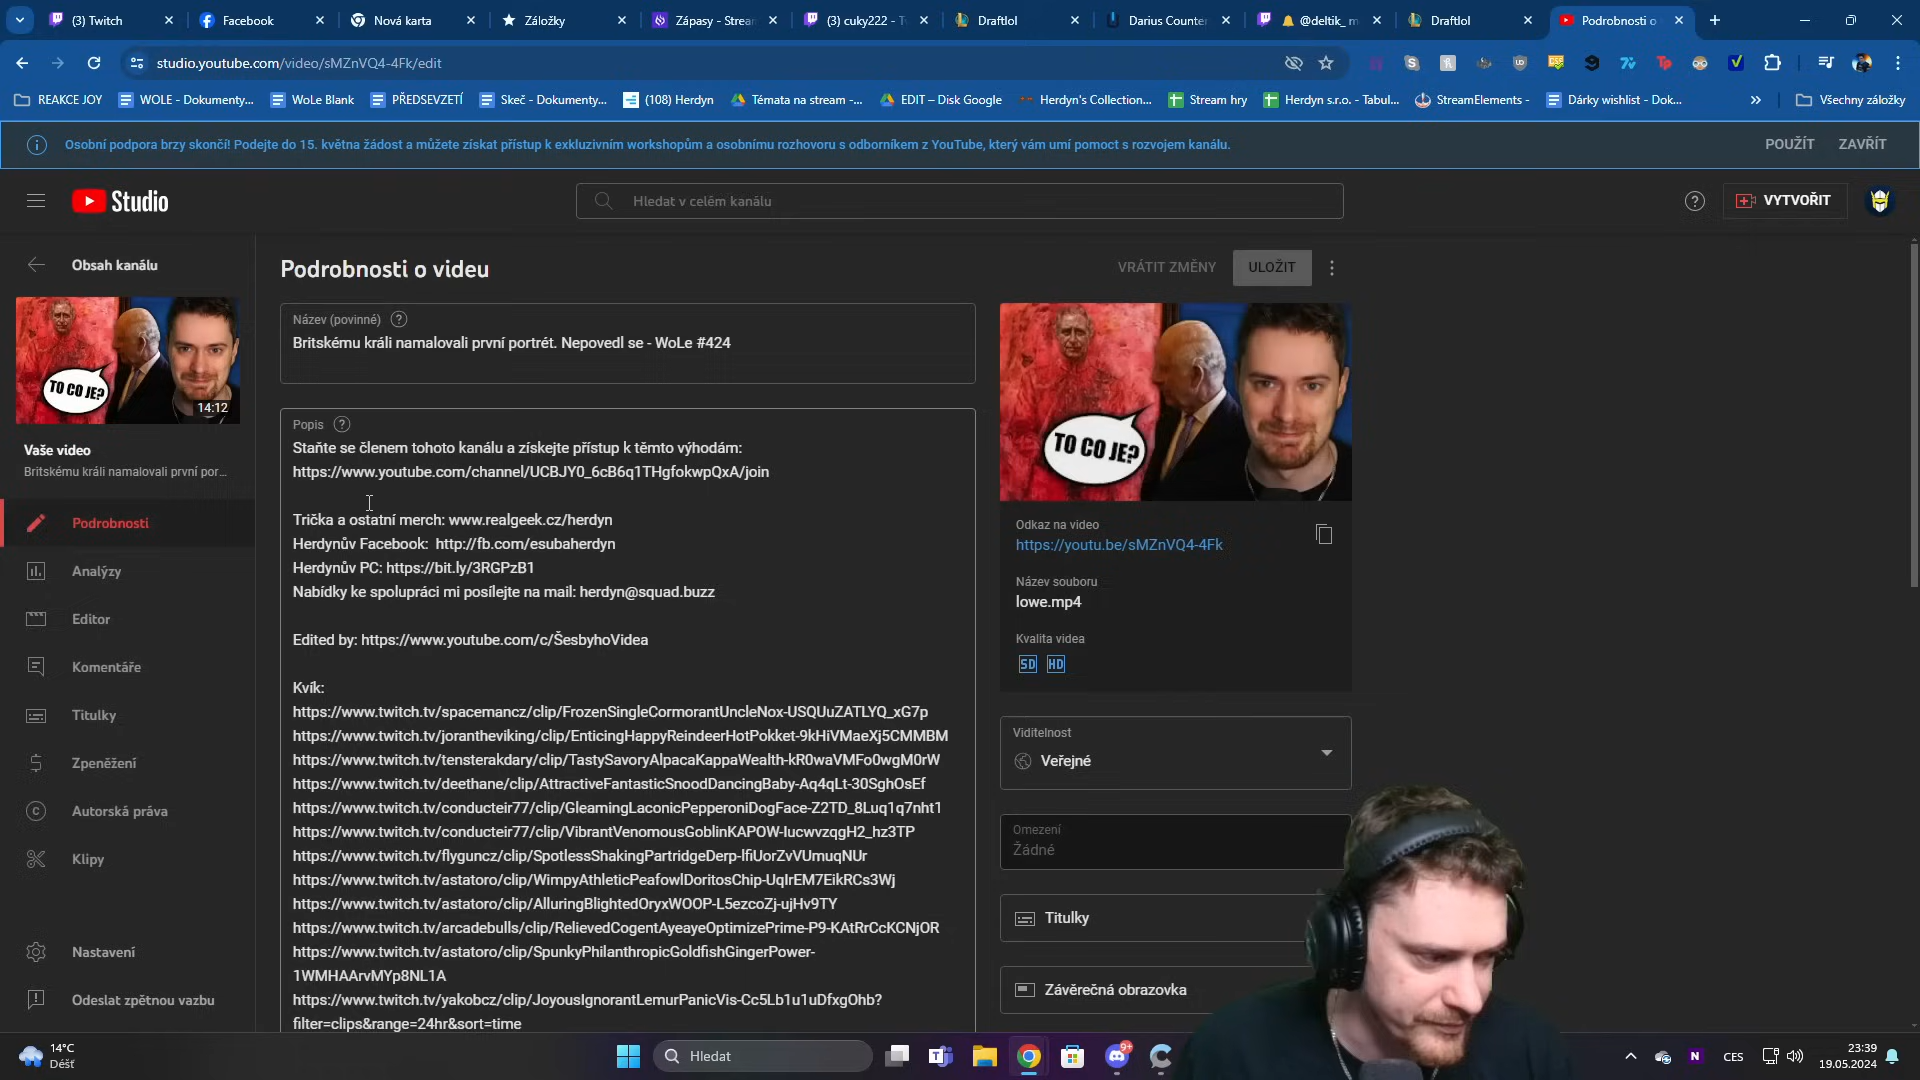 (3) Twitch
Facebook
Nová karta
Záložky
Zápasy – Strean
(3) cuky222 - T
Draftlol
Darius Counter
@deltik_ m
Draftlol
Podrobnosti o
studio.youtube.com/video/sMZnVQ4-4Fk/edit
REAKCE JOY
WOLE - Dokumenty...
WoLe Blank
PŘEDSEVZETÍ
Skeč - Dokumenty...
(108) Herdyn
Témata na stream -...
EDIT – Disk Google
Herdyn's Collection...
Stream hry
Herdyn s.r.o. - Tabul...
StreamElements -
Dárky wishlist - Dok...
Všechny záložky
Osobní podpora brzy skončí! Podejte do 15. května žádost a můžete získat přístup k exkluzivním workshopům a osobnímu rozhovoru s odborníkem z YouTube, který vám umí pomoct s rozvojem kanálu.
POUŽÍT
ZAVŘÍT
Studio
Hledat v celém kanálu
VYTVOŘIT
Obsah kanálu
TO CO JE?
14:12
Vaše video
Britskému králi namalovali první por...
Podrobnosti
Analýzy
Editor
Komentáře
Titulky
Zpeněžení
Autorská práva
Klipy
Nastavení
Odeslat zpětnou vazbu
Podrobnosti o videu
VRÁTIT ZMĚNY
ULOŽIT
Název (povinné)
Britskému králi namalovali první portrét. Nepovedl se - WoLe #424
Popis
Staňte se členem tohoto kanálu a získejte přístup k těmto výhodám:
https://www.youtube.com/channel/UCBJY0_6cB6q1THgfokwpQxA/join
Trička a ostatní merch: www.realgeek.cz/herdyn
Herdynův Facebook:  http://fb.com/esubaherdyn
Herdynův PC: https://bit.ly/3RGPzB1
Nabídky ke spolupráci mi posílejte na mail: herdyn@squad.buzz
Edited by: https://www.youtube.com/c/ŠesbyhoVidea
Kvík:
https://www.twitch.tv/spacemancz/clip/FrozenSingleCormorantUncleNox-USQUuZATLYQ_xG7p
https://www.twitch.tv/jorantheviking/clip/EnticingHappyReindeerHotPokket-9kHiVMaeXj5CMMBM
https://www.twitch.tv/tensterakdary/clip/TastySavoryAlpacaKappaWealth-kR0waVMFo0wgM0rW
https://www.twitch.tv/deethane/clip/AttractiveFantasticSnoodDancingBaby-Aq4qLt-30SghOsEf
https://www.twitch.tv/conducteir77/clip/GleamingLaconicPepperoniDogFace-Z2TD_8Luq1q7nht1
https://www.twitch.tv/conducteir77/clip/VibrantVenomousGoblinKAPOW-IucwvzqgH2_hz3TP
https://www.twitch.tv/flyguncz/clip/SpotlessShakingPartridgeDerp-lfiUorZvVUmuqNUr
https://www.twitch.tv/astatoro/clip/WimpyAthleticPeafowlDoritosChip-UqIrEM7EikRCs3Wj
https://www.twitch.tv/astatoro/clip/AlluringBlightedOryxWOOP-L5ezcoZj-ujHv9TY
https://www.twitch.tv/arcadebulls/clip/RelievedCogentAyeayeOptimizePrime-P9-KAtRrCcKCNjOR
https://www.twitch.tv/astatoro/clip/SpunkyPhilanthropicGoldfishGingerPower-
1WMHAArvMYp8NL1A
https://www.twitch.tv/yakobcz/clip/JoyousIgnorantLemurPanicVis-Cc5Lb1u1uDfxgOhb?
filter=clips&range=24hr&sort=time
TO CO JE?
Odkaz na video
https://youtu.be/sMZnVQ4-4Fk
Název souboru
lowe.mp4
Kvalita videa
SD HD
Viditelnost
Veřejné
Omezení
Žádné
Titulky
Závěrečná obrazovka
14°C
Déšť
Hledat
9+
CES
23:39
19.05.2024